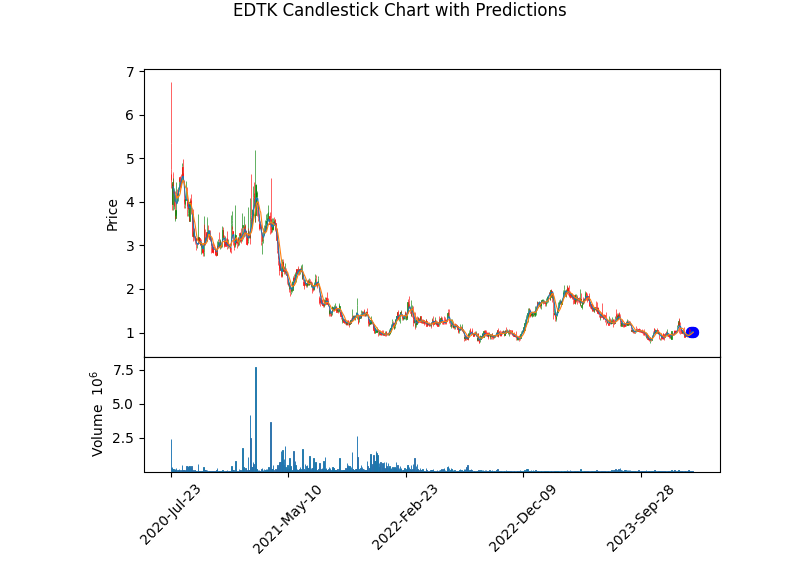 EDTK Candlestick Chart with Predictions
7
6
5
4
3
2
1
Price
7.5
5.0
2.5
Volume 10^6
2020-Jul-23
2021-May-10
2022-Feb-23
2022-Dec-09
2023-Sep-28